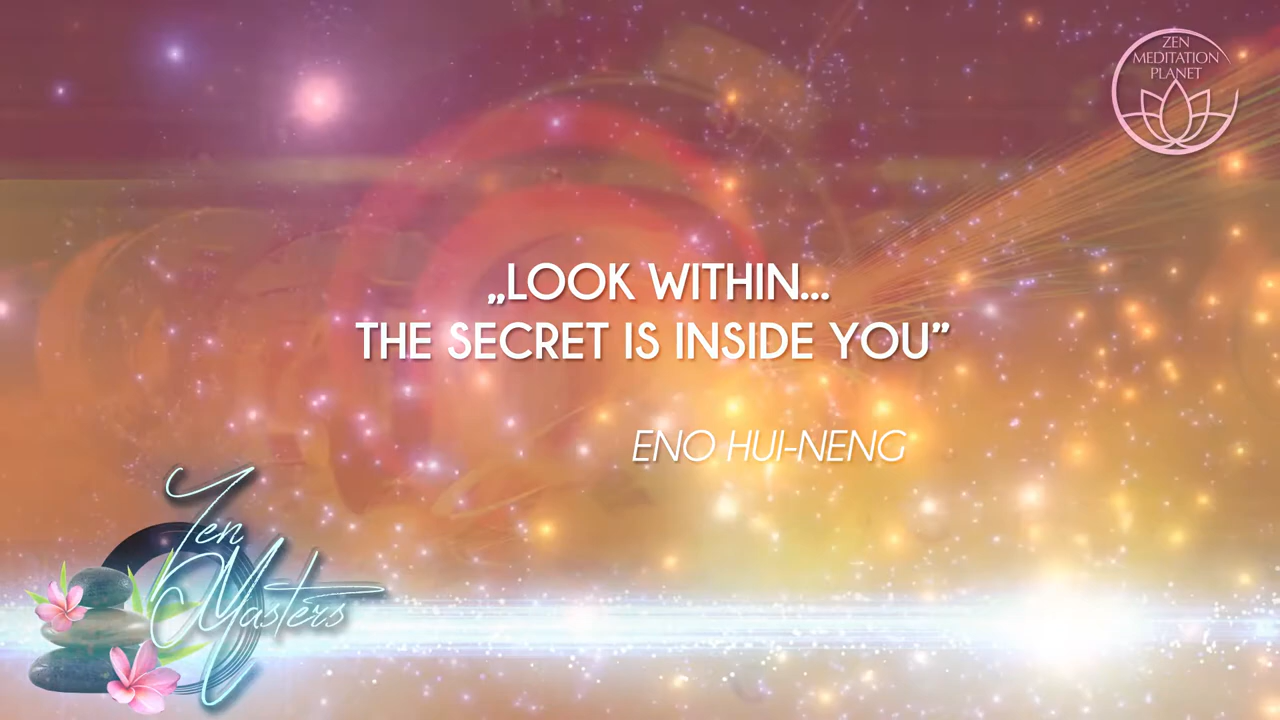 ZEN
MEDITATION
PLANET
„LOOK WITHIN...
THE SECRET IS INSIDE YOU”
ENO HUI-NENG
Zen
Masters